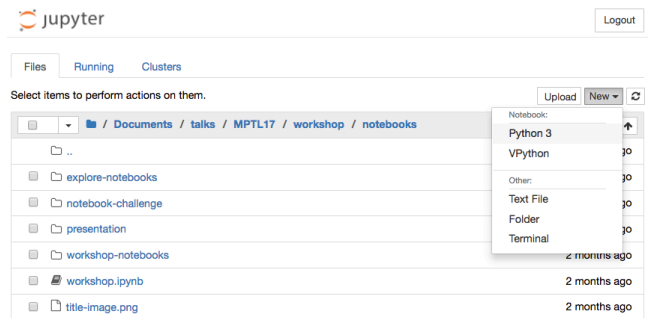 jupyter
Logout
Files Running Clusters
Select items to perform actions on them.
Upload New
/ Documents / talks / MPTL17 / workshop / notebooks
Notebook:
Python 3
VPython
Other:
Text File
Folder
Terminal
..
explore-notebooks
notebook-challenge
presentation
workshop-notebooks 2 months ago
workshop.ipynb 2 months ago
title-image.png 2 months ago